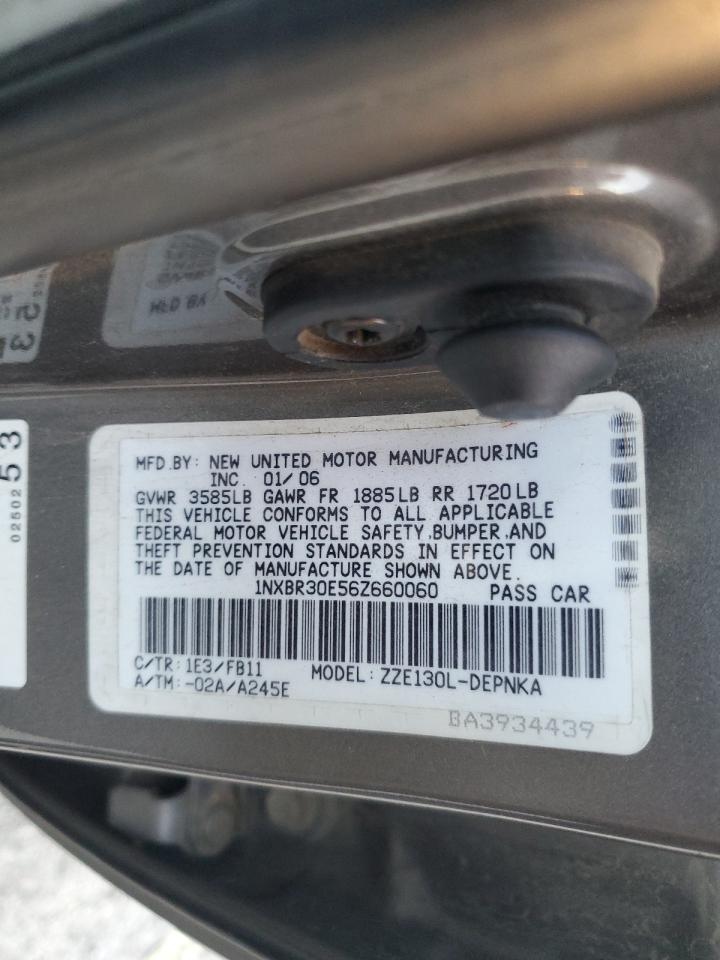 MFD.BY: NEW UNITED MOTOR MANUFACTURING
INC. 01/06
GVWR 3585LB GAWR FR 1885LB RR 1720LB
THIS VEHICLE CONFORMS TO ALL APPLICABLE
FEDERAL MOTOR VEHICLE SAFETY,BUMPER,AND
THEFT PREVENTION STANDARDS IN EFFECT ON
THE DATE OF MANUFACTURE SHOWN ABOVE.
1NXBR30E56Z660060 PASS CAR
C/TR: 1E3/FB11 MODEL: ZZE130L-DEPNKA
A/TM:-02A/A245E
BA3934439
53
02502